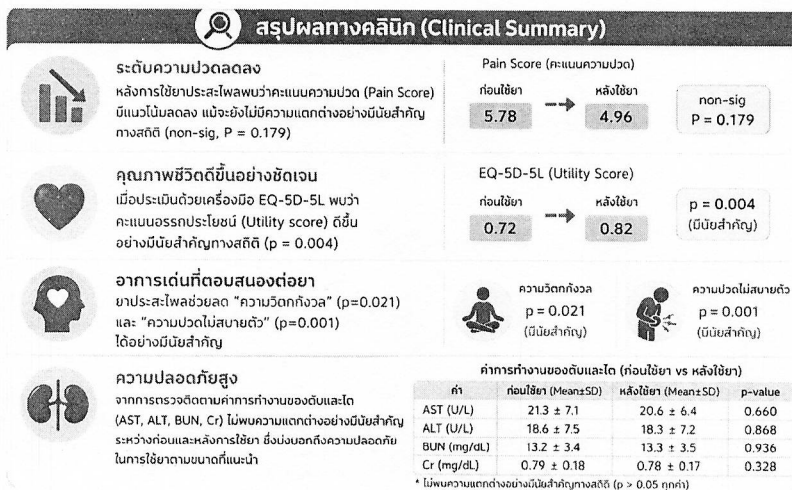 สรุปผลทางคลินิก (Clinical Summary)
ระดับความปวดลดลง
หลังการใช้ยาประสะไพลพบว่าคะแนนความปวด (Pain Score)
มีแนวโน้มลดลง แม้จะยังไม่มีความแตกต่างอย่างมีนัยสำคัญ
ทางสถิติ (non-sig, P = 0.179)
Pain Score (คะแนนความปวด)
ก่อนใช้ยา หลังใช้ยา
5.78 4.96
non-sig
P = 0.179
คุณภาพชีวิตดีขึ้นอย่างชัดเจน
เมื่อประเมินด้วยเครื่องมือ EQ-5D-5L พบว่า
คะแนนอรรถประโยชน์ (Utility score) ดีขึ้น
อย่างมีนัยสำคัญทางสถิติ (p = 0.004)
EQ-5D-5L (Utility Score)
ก่อนใช้ยา หลังใช้ยา
0.72 0.82
p = 0.004
(มีนัยสำคัญ)
อาการเด่นที่ตอบสนองต่อยา
ยาประสะไพลช่วยลด “ความวิตกกังวล” (p=0.021)
และ “ความปวดไม่สบายตัว” (p=0.001)
ได้อย่างมีนัยสำคัญ
ความวิตกกังวล
p = 0.021
(มีนัยสำคัญ)
ความปวดไม่สบายตัว
p = 0.001
(มีนัยสำคัญ)
ความปลอดภัยสูง
จากการตรวจติดตามค่าการทำงานของตับและไต
(AST, ALT, BUN, Cr) ไม่พบความแตกต่างอย่างมีนัยสำคัญ
ระหว่างก่อนและหลังการใช้ยา ซึ่งบ่งบอกถึงความปลอดภัย
ในการใช้ยาตามขนาดที่แนะนำ
ค่าการทำงานของตับและไต (ก่อนใช้ยา vs หลังใช้ยา)
ค่า ก่อนใช้ยา (Mean±SD) หลังใช้ยา (Mean±SD) p-value
AST (U/L) 21.3 ± 7.1 20.6 ± 6.4 0.660
ALT (U/L) 18.6 ± 7.5 18.3 ± 7.2 0.868
BUN (mg/dL) 13.2 ± 3.4 13.3 ± 3.5 0.936
Cr (mg/dL) 0.79 ± 0.18 0.78 ± 0.17 0.328
* ไม่พบความแตกต่างอย่างมีนัยสำคัญทางสถิติ (p > 0.05 ทุกค่า)